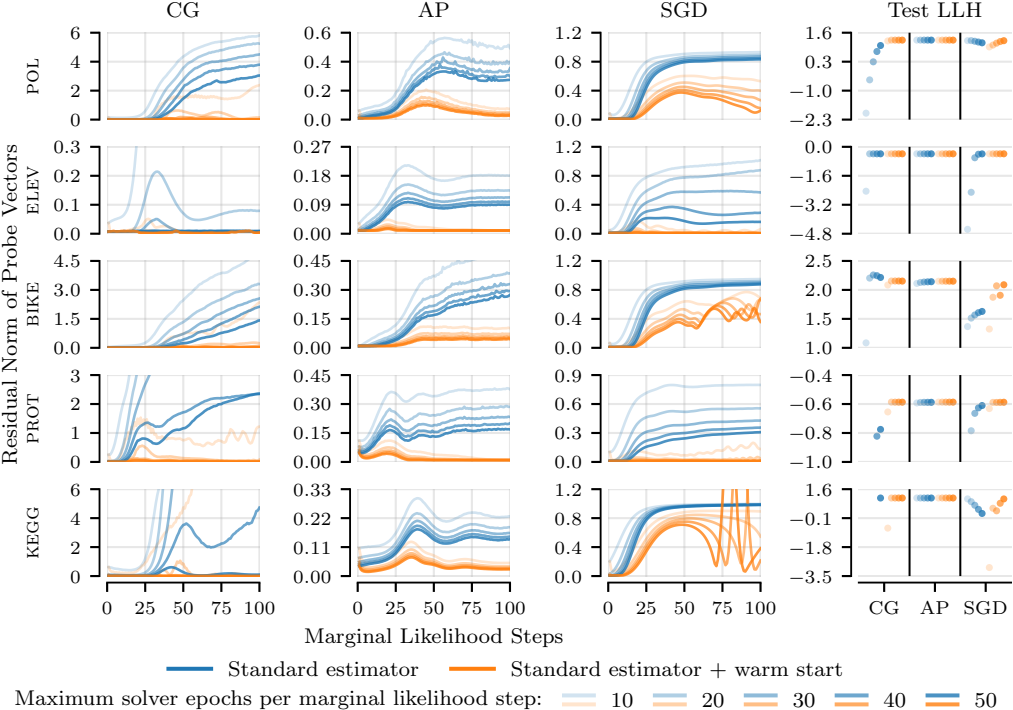 CG AP SGD Test LLH
Residual Norm of Probe Vectors
POL
6 4 2 0
0.6 0.4 0.2 0.0
1.2 0.8 0.4 0.0
1.6 0.3 −1.0 −2.3
ELEV
0.3 0.2 0.1 0.0
0.27 0.18 0.09 0.00
1.2 0.8 0.4 0.0
0.0 −1.6 −3.2 −4.8
BIKE
4.5 3.0 1.5 0.0
0.45 0.30 0.15 0.00
1.2 0.8 0.4 0.0
2.5 2.0 1.5 1.0
PROT
3 2 1 0
0.45 0.30 0.15 0.00
0.9 0.6 0.3 0.0
−0.4 −0.6 −0.8 −1.0
KEGG
6 4 2 0
0.33 0.22 0.11 0.00
1.2 0.8 0.4 0.0
1.6 −0.1 −1.8 −3.5
0 25 50 75 100 0 25 50 75 100 0 25 50 75 100 CG AP SGD
Marginal Likelihood Steps
Standard estimator Standard estimator + warm start
Maximum solver epochs per marginal likelihood step: 10 20 30 40 50